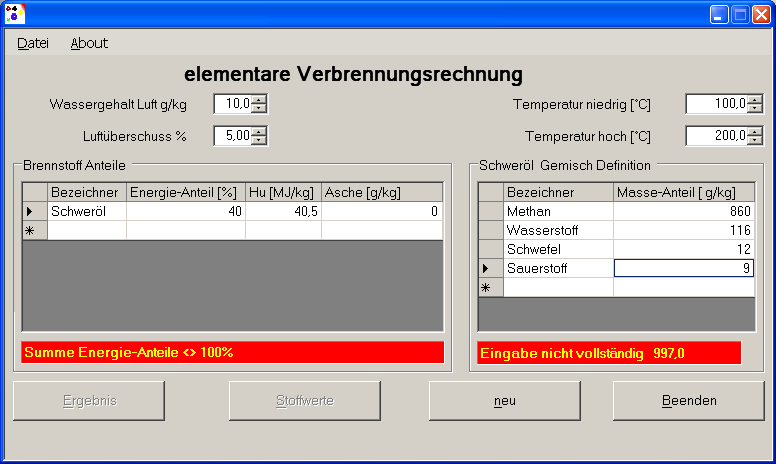 Datei About
elementare Verbrennungsrechnung
Wassergehalt Luft g/kg 10,0 Temperatur niedrig [°C] 100,0
Luftüberschuss % 5,00 Temperatur hoch [°C] 200,0
Brennstoff Anteile
Bezeichner Energie-Anteil [%] Hu [MJ/kg] Asche [g/kg]
Schweröl 40 40,5 0
Summe Energie-Anteile <> 100%
Schweröl Gemisch Definition
Bezeichner Masse-Anteil [ g/kg]
Methan 860
Wasserstoff 116
Schwefel 12
Sauerstoff 9
Eingabe nicht vollständig 997,0
Ergebnis Stoffwerte neu Beenden